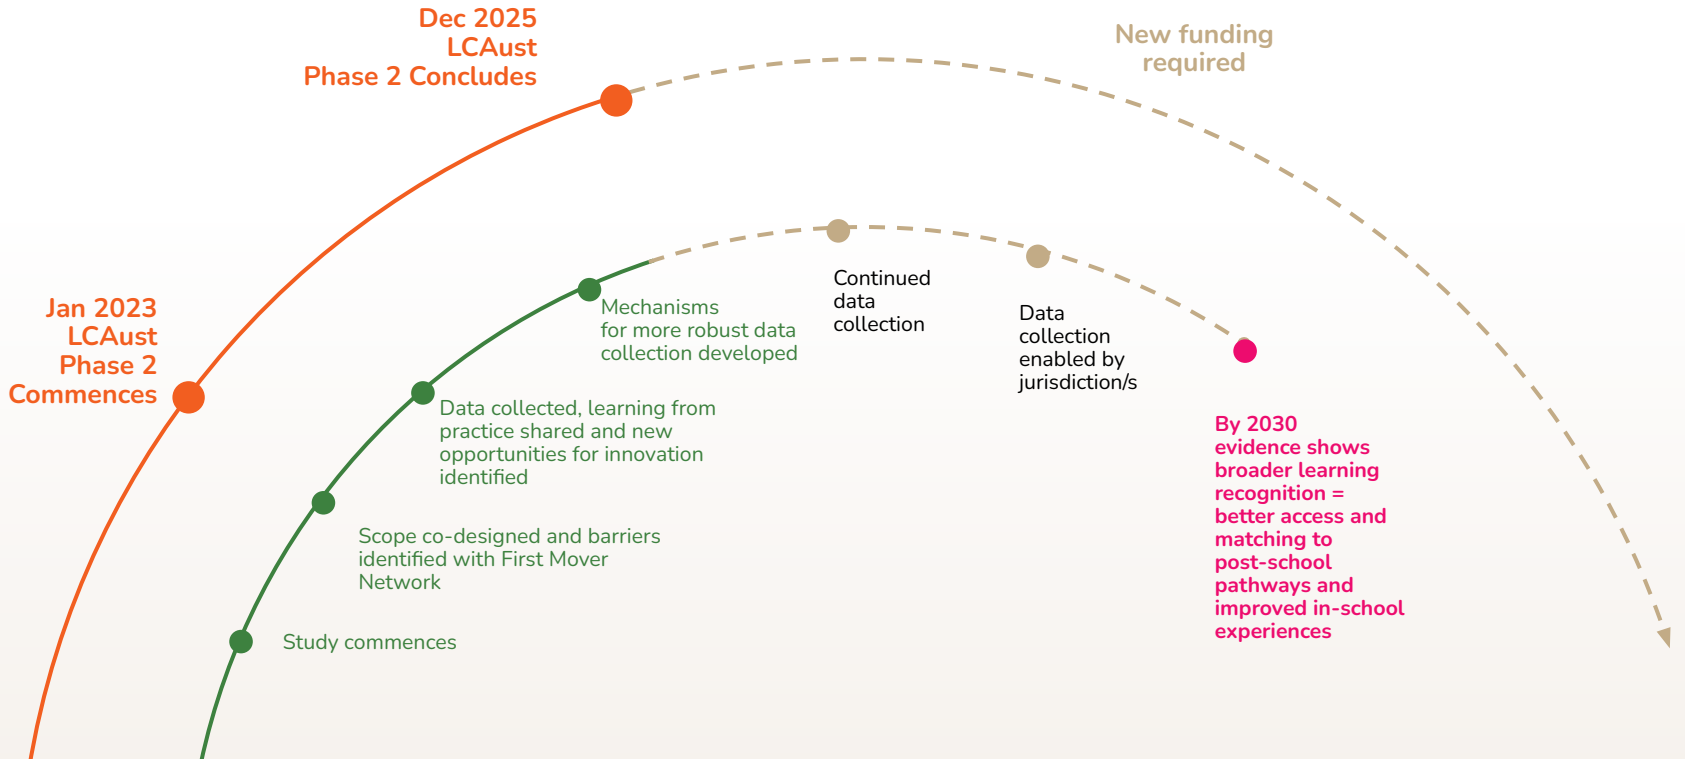 Dec 2025
LCAust
Phase 2 Concludes
New funding
required
Jan 2023
LCAust
Phase 2
Commences
Mechanisms
for more robust data
collection developed
Continued
data
collection
Data
collection
enabled by
jurisdiction/s
Data collected, learning from
practice shared and new
opportunities for innovation
identified
By 2030
evidence shows
broader learning
recognition =
better access and
matching to
post-school
pathways and
improved in-school
experiences
Scope co-designed and barriers
identified with First Mover
Network
Study commences